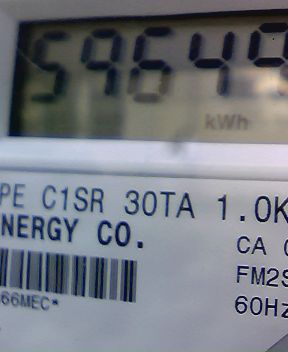 59649
kWh
PE C1SR 30TA 1.0K
NERGY CO.
CA
FM2S
66MEC*
60Hz